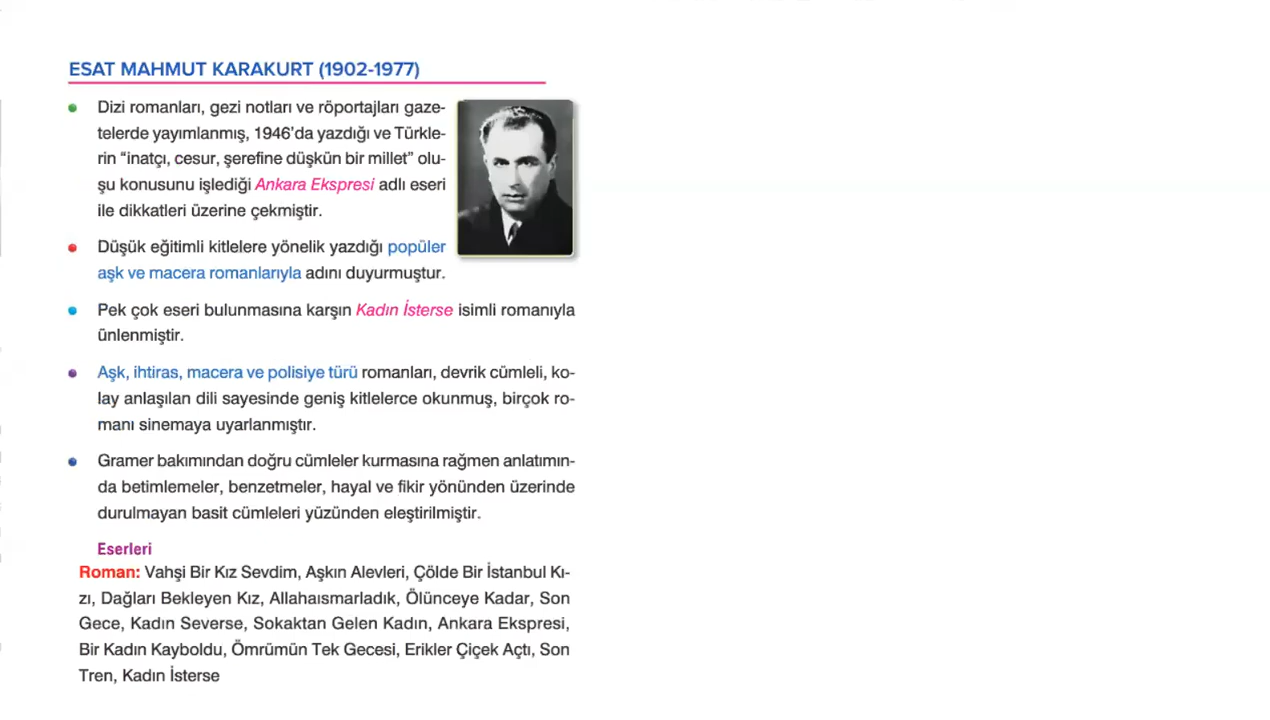 ESAT MAHMUT KARAKURT (1902-1977)
Dizi romanları, gezi notları ve röportajları gaze-
telerde yayımlanmış, 1946'da yazdığı ve Türkle-
rin “inatçı, cesur, şerefine düşkün bir millet” olu-
şu konusunu işlediği Ankara Ekspresi adlı eseri
ile dikkatleri üzerine çekmiştir.
Düşük eğitimli kitlelere yönelik yazdığı popüler
aşk ve macera romanlarıyla adını duyurmuştur.
Pek çok eseri bulunmasına karşın Kadın İsterse isimli romanıyla
ünlenmiştir.
Aşk, ihtiras, macera ve polisiye türü romanları, devrik cümleli, ko-
lay anlaşılan dili sayesinde geniş kitlelerce okunmuş, birçok ro-
manı sinemaya uyarlanmıştır.
Gramer bakımından doğru cümleler kurmasına rağmen anlatımın-
da betimlemeler, benzetmeler, hayal ve fikir yönünden üzerinde
durulmayan basit cümleleri yüzünden eleştirilmiştir.
Eserleri
Roman: Vahşi Bir Kız Sevdim, Aşkın Alevleri, Çölde Bir İstanbul Kı-
zı, Dağları Bekleyen Kız, Allahaısmarladık, Ölünceye Kadar, Son
Gece, Kadın Severse, Sokaktan Gelen Kadın, Ankara Ekspresi,
Bir Kadın Kayboldu, Ömrümün Tek Gecesi, Erikler Çiçek Açtı, Son
Tren, Kadın İsterse